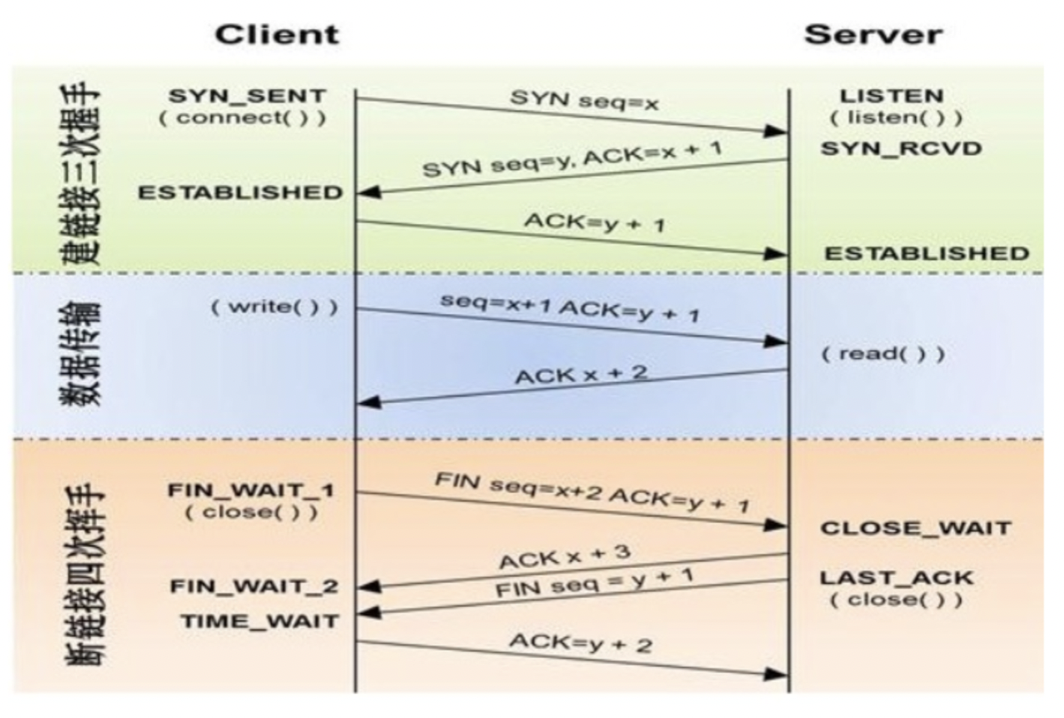 Client
Server
建链接三次握手
SYN_SENT
( connect( ) )
SYN seq=x
LISTEN
( listen( ) )
SYN_RCVD
SYN seq=y, ACK=x + 1
ESTABLISHED
ACK=y + 1
ESTABLISHED
数据传输
( write( ) )
seq=x+1 ACK=y + 1
( read( ) )
ACK x + 2
断链接四次挥手
FIN_WAIT_1
( close( ) )
FIN seq=x+2 ACK=y + 1
CLOSE_WAIT
ACK x + 3
FIN_WAIT_2
FIN seq = y + 1
LAST_ACK
( close( ) )
TIME_WAIT
ACK=y + 2